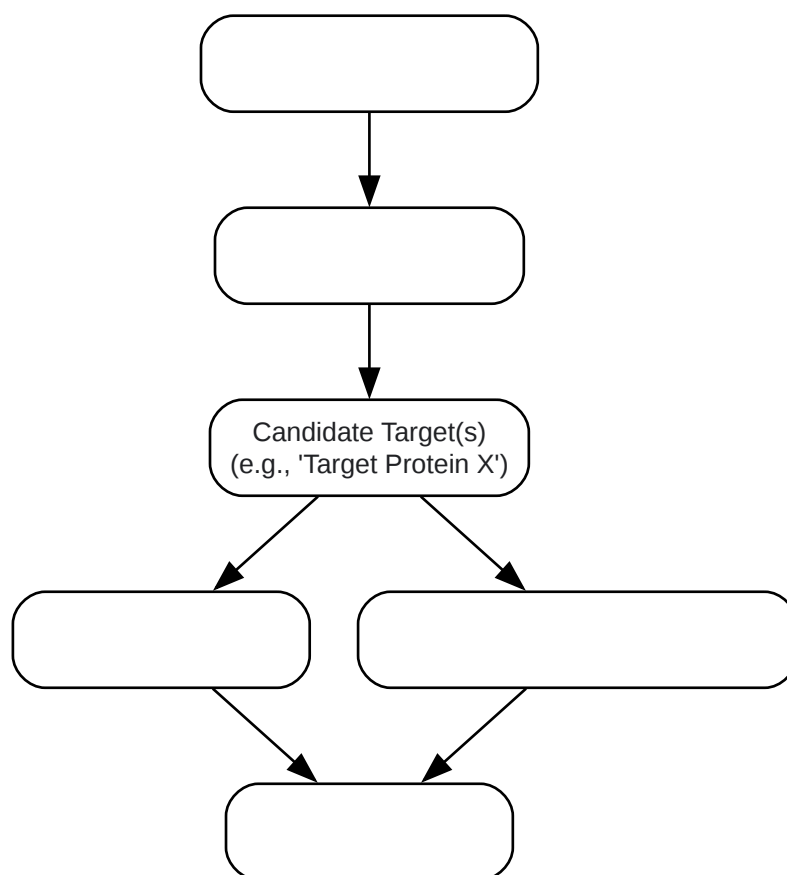 Candidate Target(s)
(e.g., 'Target Protein X')